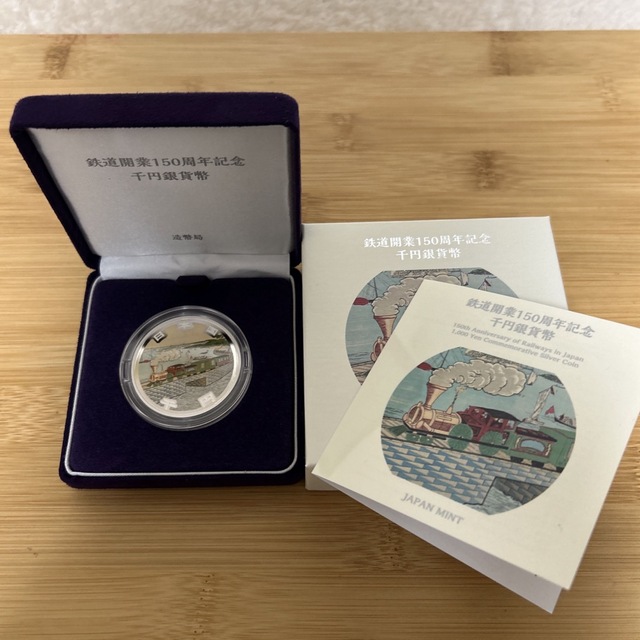 鉄道開業150周年記念
千円銀貨幣
造幣局
鉄道開業150周年記念
千円銀貨幣
鉄道開業150周年記念
千円銀貨幣
150th Anniversary of Railways in Japan
1,000 Yen Commemorative Silver Coin
JAPAN MINT